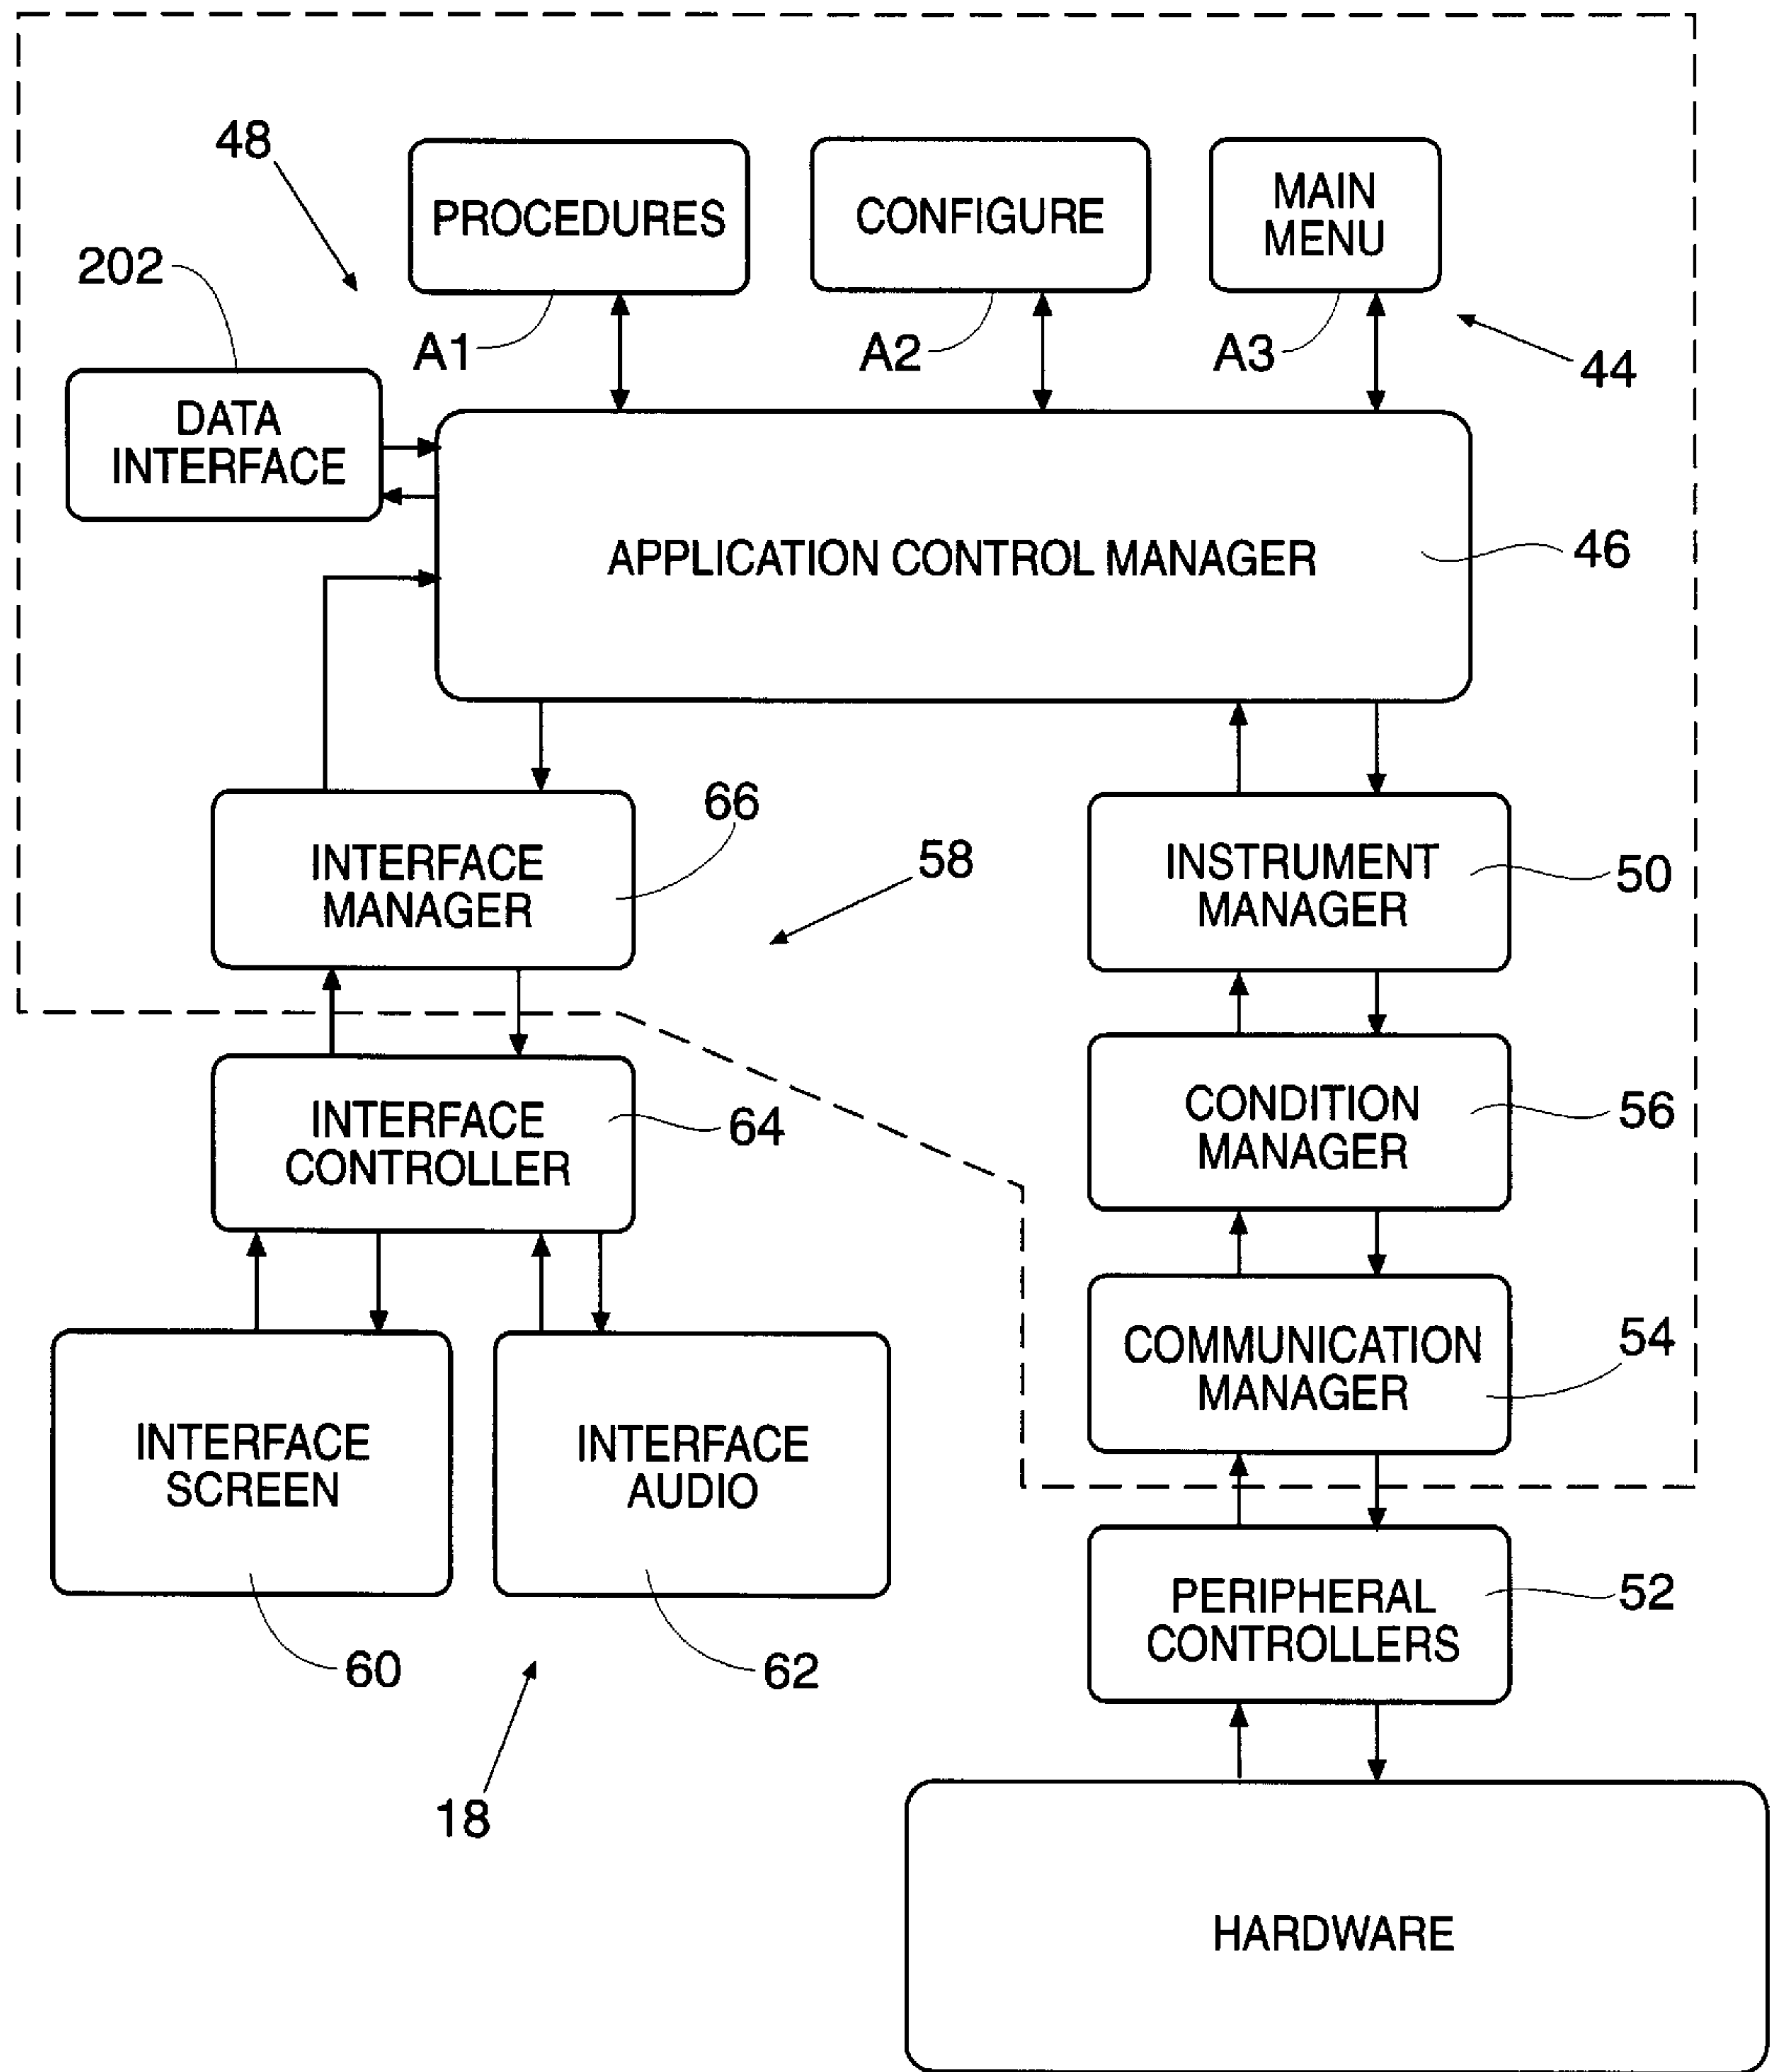 48
PROCEDURES
CONFIGURE
MAIN
MENU
202
A1
A2
A3
44
DATA
INTERFACE
APPLICATION CONTROL MANAGER
46
66
INTERFACE
MANAGER
58
INSTRUMENT
MANAGER
50
INTERFACE
CONTROLLER
64
CONDITION
MANAGER
56
COMMUNICATION
MANAGER
54
INTERFACE
SCREEN
INTERFACE
AUDIO
60
62
PERIPHERAL
CONTROLLERS
52
18
HARDWARE